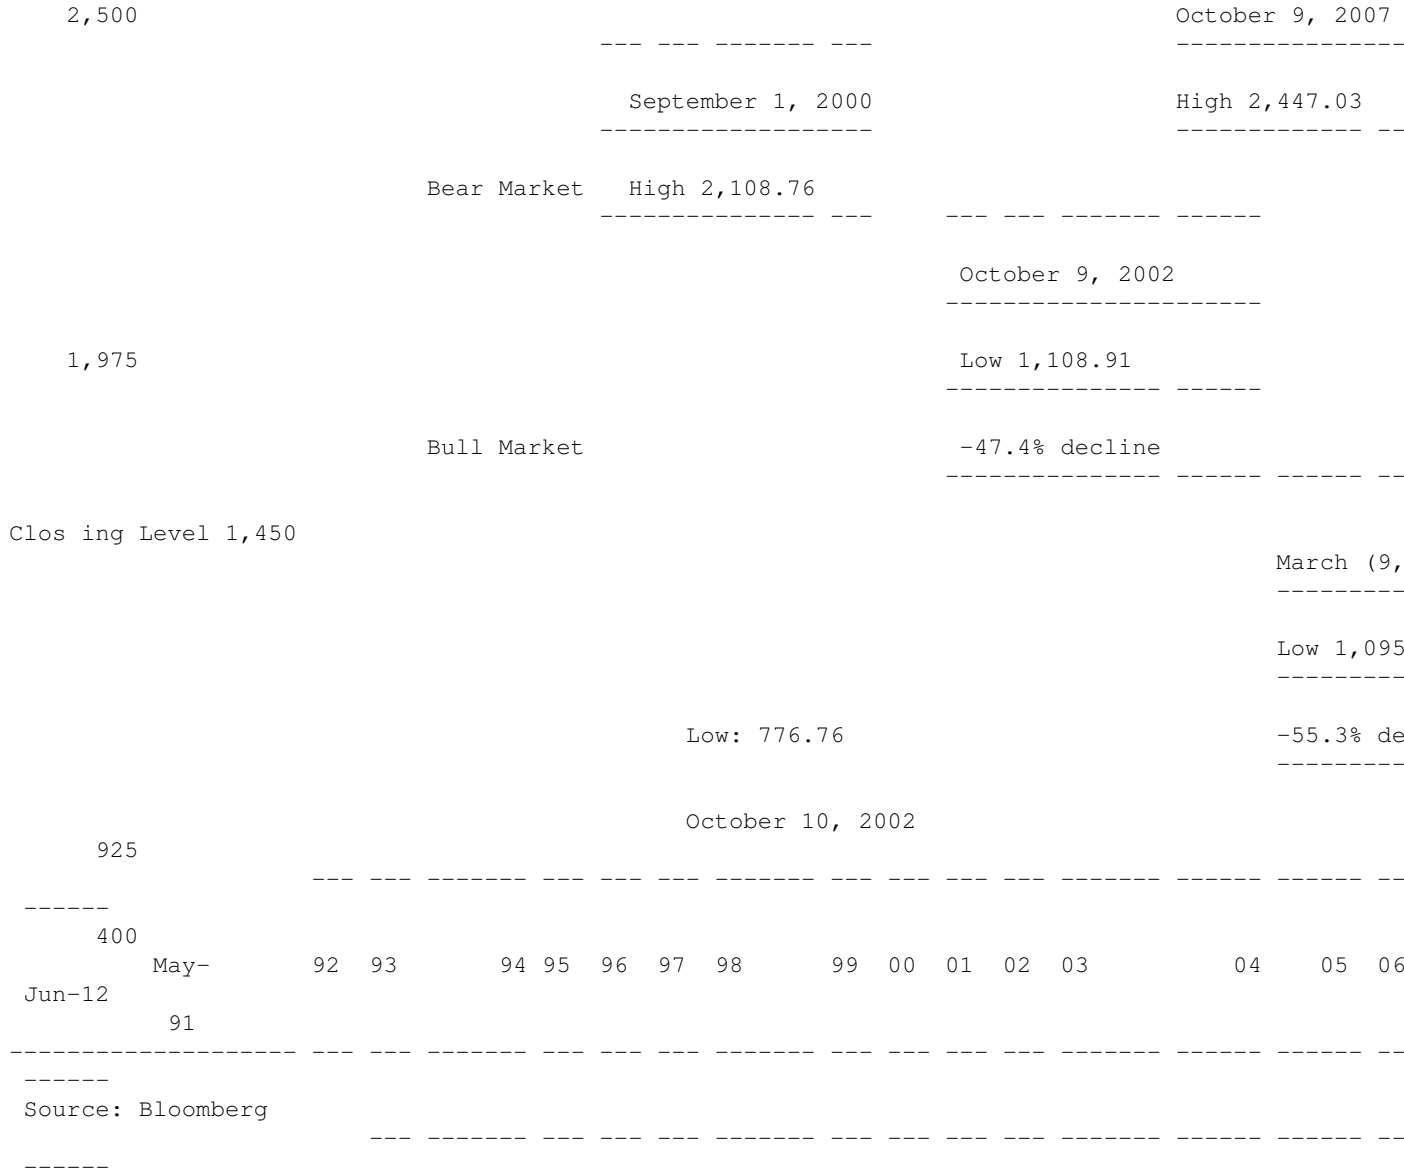 2,500 October 9, 2007
--- --- ------- --- ----------------
September 1, 2000 High 2,447.03
------------------- ------------- --
Bear Market High 2,108.76
--------------- --- --- --- ------- ------
October 9, 2002
----------------------
1,975 Low 1,108.91
--------------- ------
Bull Market -47.4% decline
--------------- ------ ------ --
Clos ing Level 1,450
March (9,
---------
Low 1,095
---------
Low: 776.76 -55.3% de
---------
October 10, 2002
925
--- --- ------- --- --- --- ------- --- --- --- --- ------- ------ ------ --
------
400
May- 92 93 94 95 96 97 98 99 00 01 02 03 04 05 06
Jun-12
91
-------------------- --- --- ------- --- --- --- ------- --- --- --- --- ------- ------ ------ --
------
Source: Bloomberg
--- ------- --- --- --- ------- --- --- --- --- ------- ------ ------ --
------